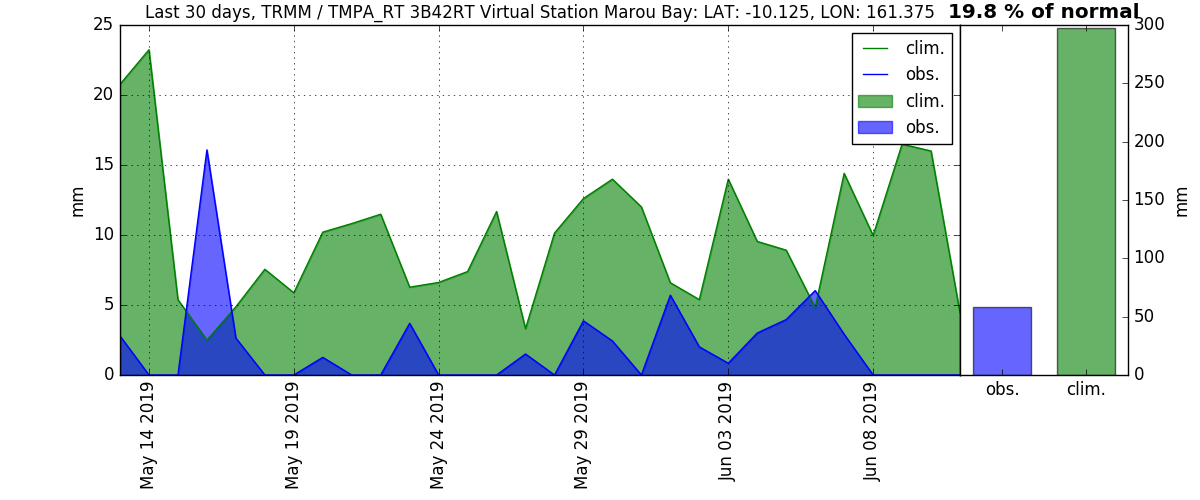 Last 30 days, TRMM / TMPA_RT 3B42RT Virtual Station Marou Bay: LAT: -10.125, LON: 161.375
19.8 % of normal
25
20
15
10
5
0
mm
clim.
obs.
clim.
obs.
May 14 2019
May 19 2019
May 24 2019
May 29 2019
Jun 03 2019
Jun 08 2019
300
250
200
150
100
50
0
mm
obs.
clim.